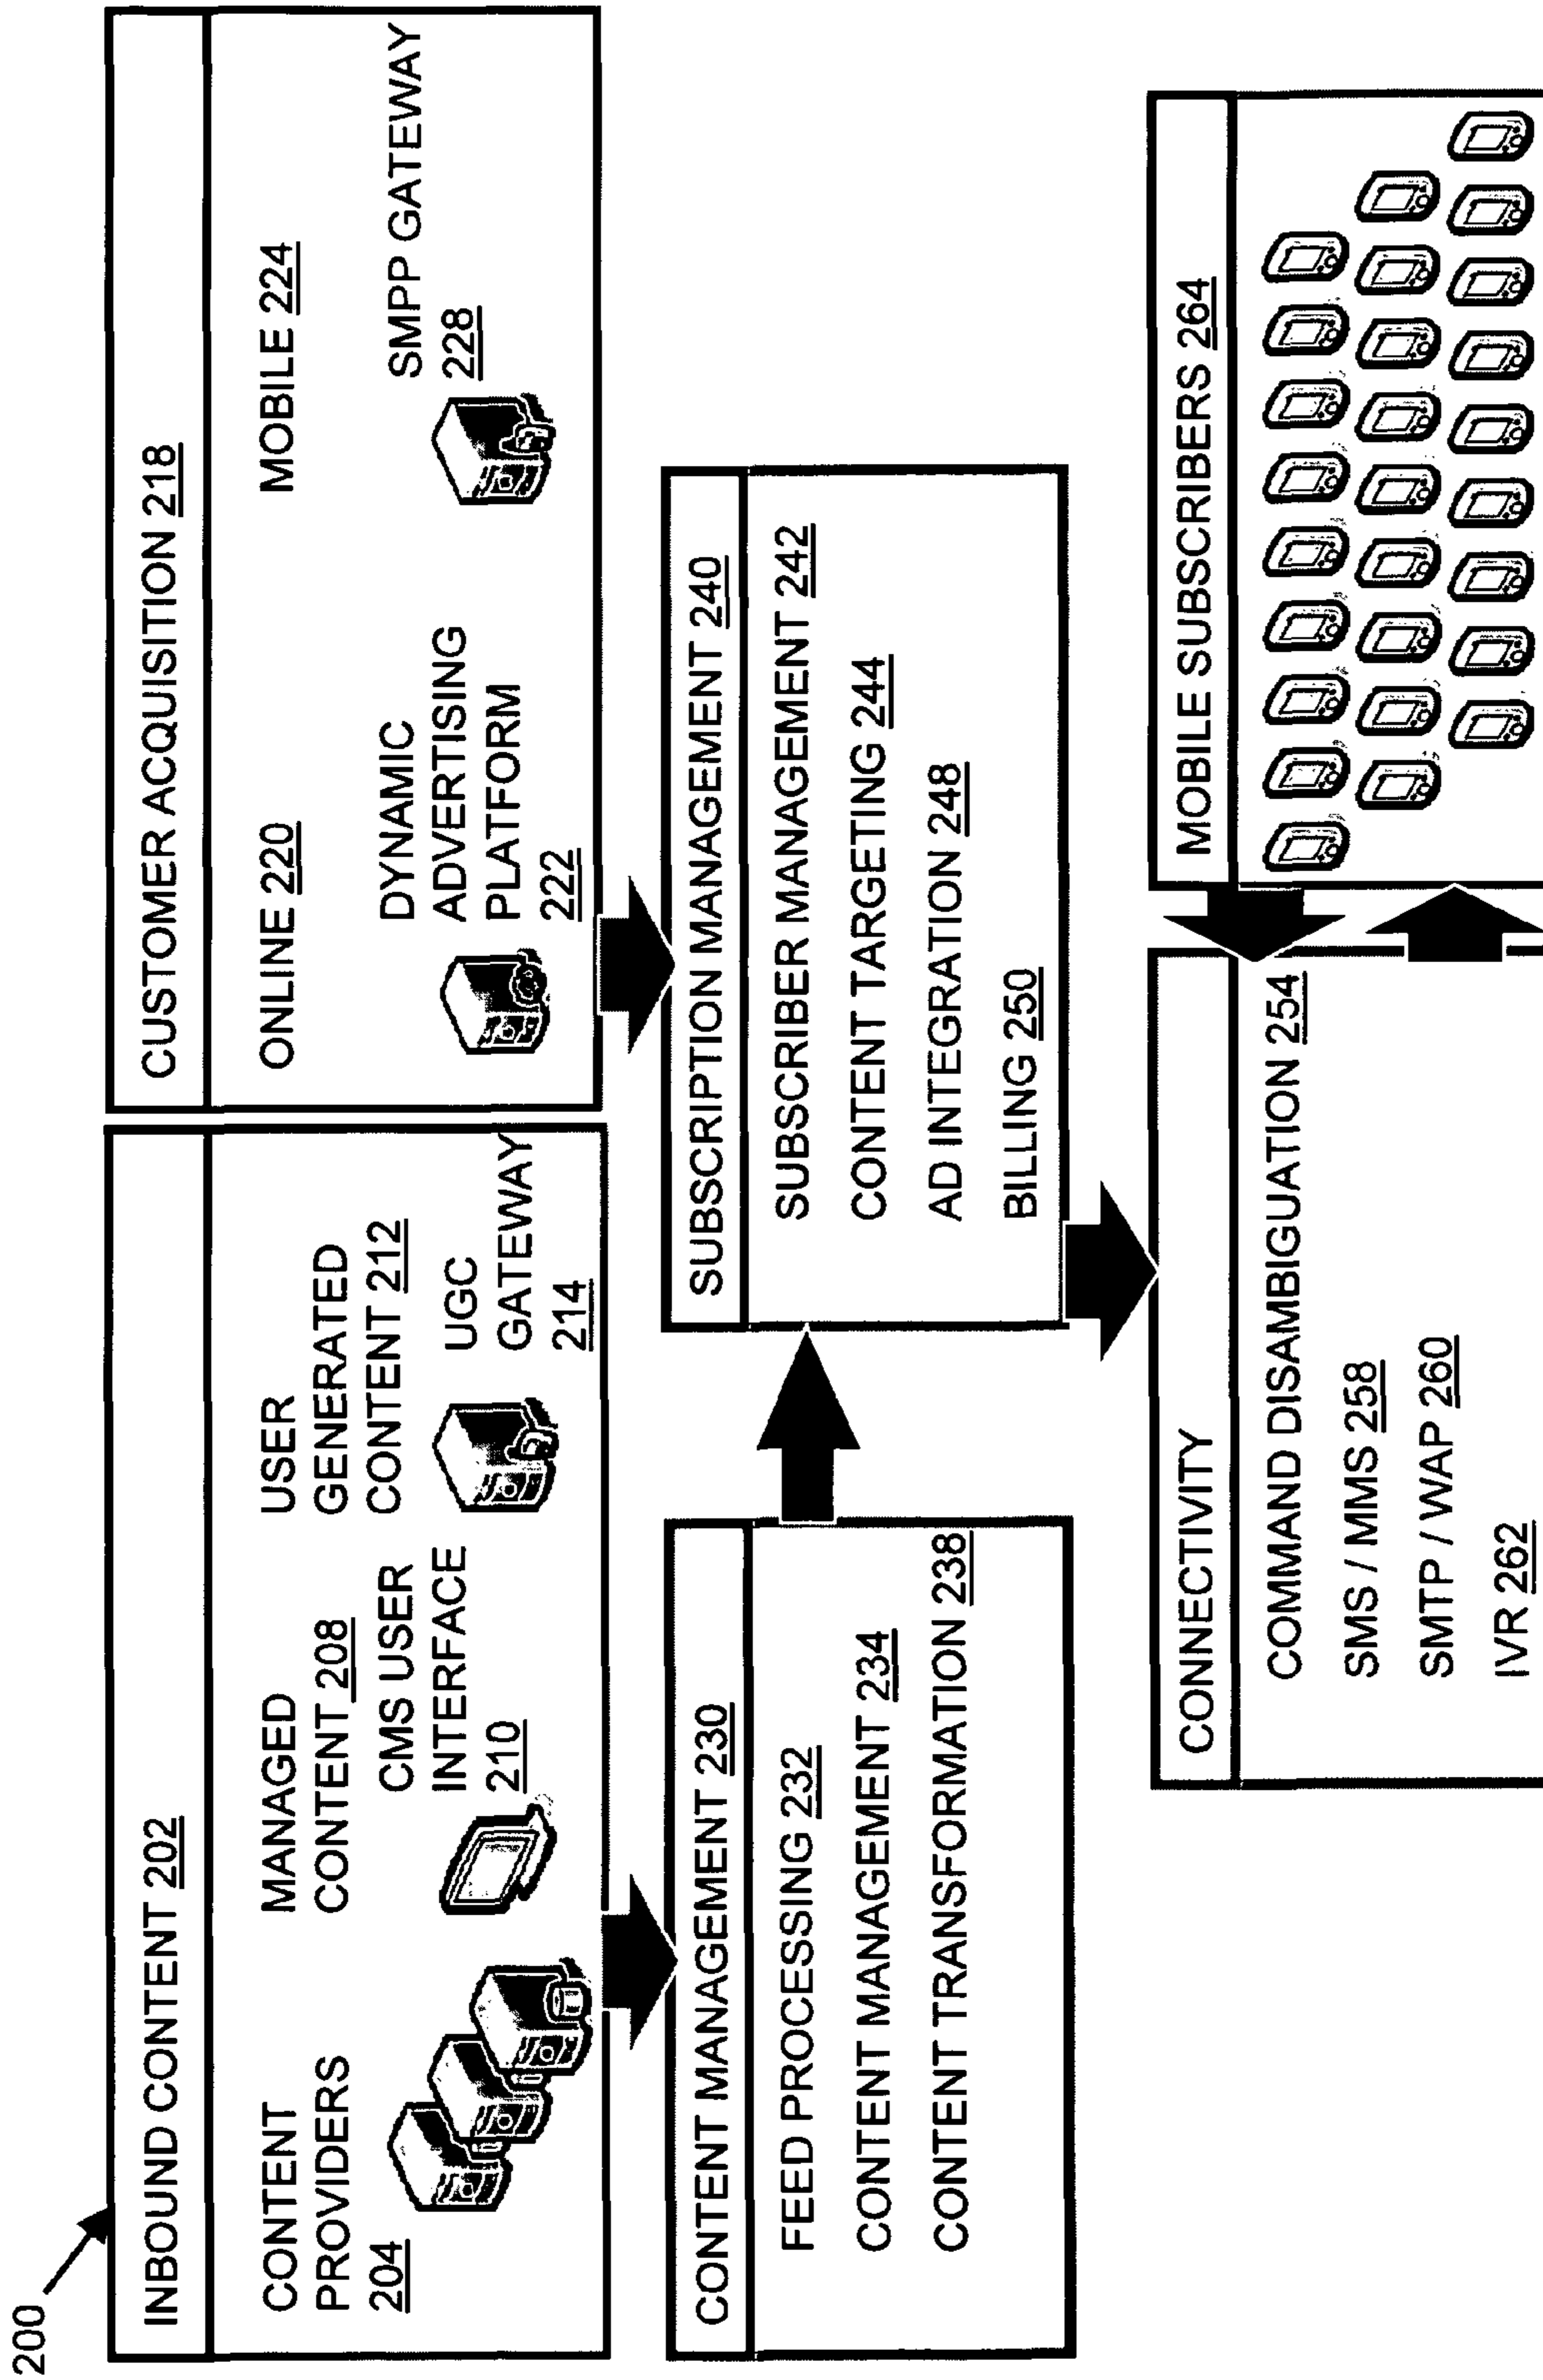 200
INBOUND CONTENT 202
CONTENT
PROVIDERS
204
MANAGED
CONTENT 208
CMS USER
INTERFACE
210
USER
GENERATED
CONTENT 212
UGC
GATEWAY
214
CUSTOMER ACQUISITION 218
ONLINE 220
DYNAMIC
ADVERTISING
PLATFORM
222
MOBILE 224
SMPP GATEWAY
228
CONTENT MANAGEMENT 230
FEED PROCESSING 232
CONTENT MANAGEMENT 234
CONTENT TRANSFORMATION 238
SUBSCRIPTION MANAGEMENT 240
SUBSCRIBER MANAGEMENT 242
CONTENT TARGETING 244
AD INTEGRATION 248
BILLING 250
CONNECTIVITY
COMMAND DISAMBIGUATION 254
SMS / MMS 258
SMTP / WAP 260
IVR 262
MOBILE SUBSCRIBERS 264